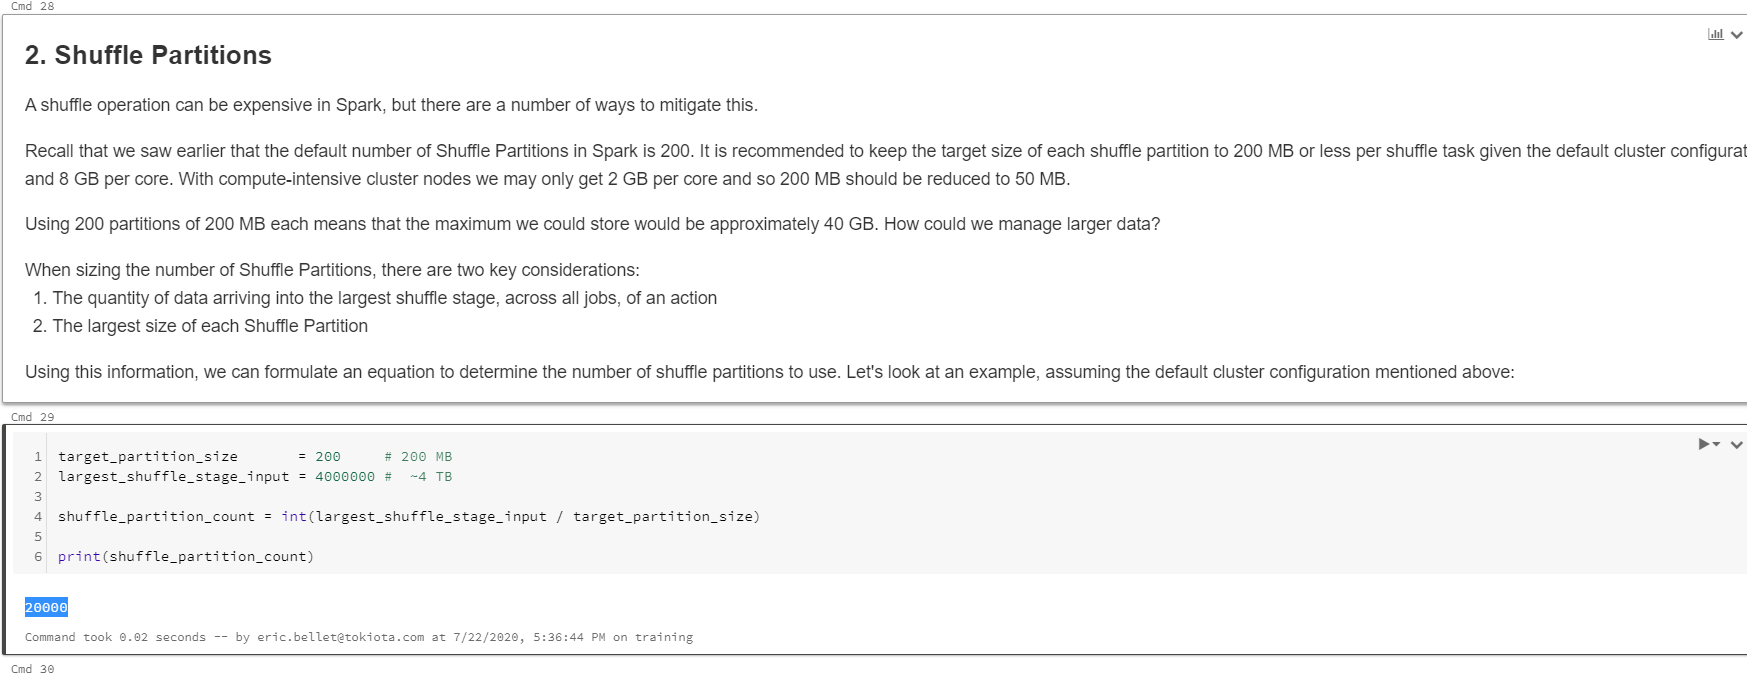 Cmd 28
2. Shuffle Partitions
A shuffle operation can be expensive in Spark, but there are a number of ways to mitigate this.
Recall that we saw earlier that the default number of Shuffle Partitions in Spark is 200. It is recommended to keep the target size of each shuffle partition to 200 MB or less per shuffle task given the default cluster configurat
and 8 GB per core. With compute-intensive cluster nodes we may only get 2 GB per core and so 200 MB should be reduced to 50 MB.
Using 200 partitions of 200 MB each means that the maximum we could store would be approximately 40 GB. How could we manage larger data?
When sizing the number of Shuffle Partitions, there are two key considerations:
1. The quantity of data arriving into the largest shuffle stage, across all jobs, of an action
2. The largest size of each Shuffle Partition
Using this information, we can formulate an equation to determine the number of shuffle partitions to use. Let's look at an example, assuming the default cluster configuration mentioned above:
Cmd 29
1 target_partition_size       = 200     # 200 MB
2 largest_shuffle_stage_input = 4000000 #  ~4 TB
3
4 shuffle_partition_count = int(largest_shuffle_stage_input / target_partition_size)
5
6 print(shuffle_partition_count)
20000
Command took 0.02 seconds -- by eric.bellet@tokiota.com at 7/22/2020, 5:36:44 PM on training
Cmd 30